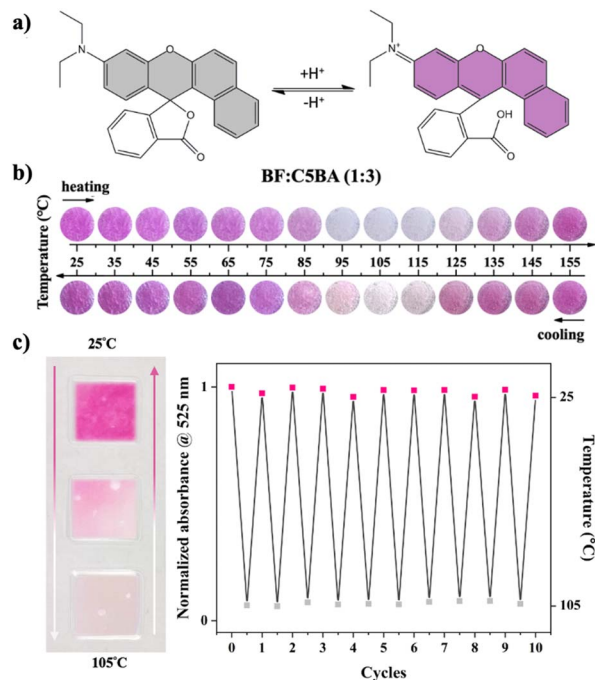 a)
N
O
O
O
+H⁺
-H⁺
N⁺
O
OH
O
b)
BF:C5BA (1:3)
heating
Temperature (°C)
25 35 45 55 65 75 85 95 105 115 125 135 145 155
cooling
c)
25°C
105°C
Normalized absorbance @ 525 nm
1
0
25
105
Temperature (°C)
0 1 2 3 4 5 6 7 8 9 10
Cycles